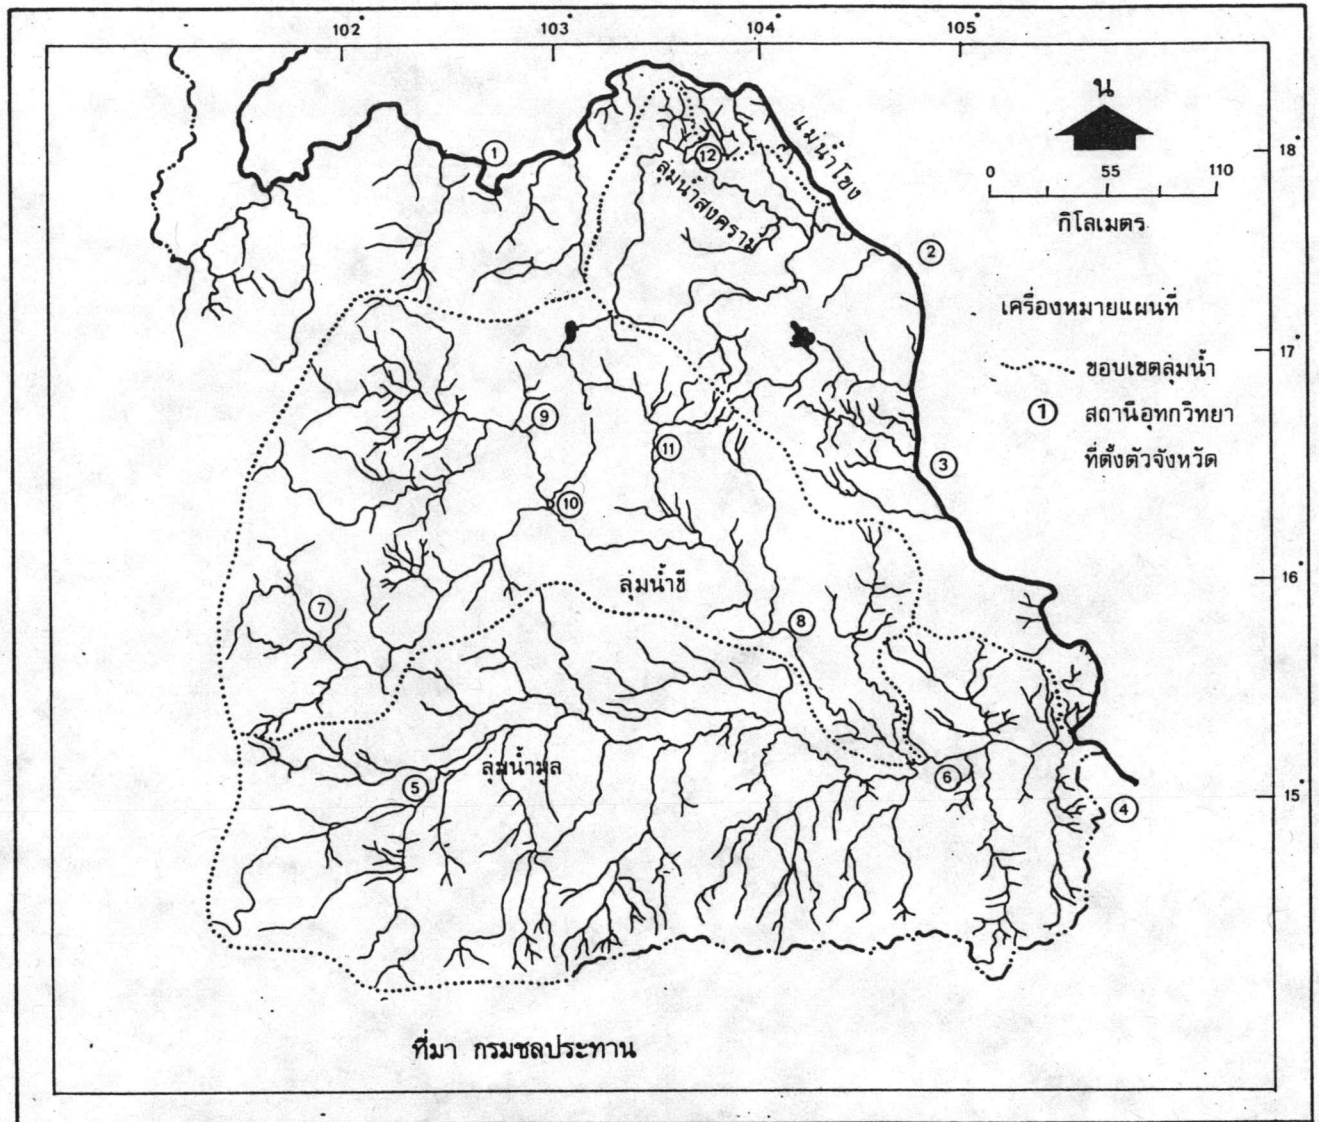 102° 103° 104° 105°
น
0 55 110
กิโลเมตร
18°
17°
16°
15°
แม่น้ำโขง
1
12
ลุ่มน้ำสงคราม
2
เครื่องหมายแผนที่
ขอบเขตลุ่มน้ำ
1 สถานีอุทกวิทยา
ที่ตั้งตัวจังหวัด
9
11
3
10
ลุ่มน้ำชี
7
8
ลุ่มน้ำมูล
5
6
4
ที่มา กรมชลประทาน